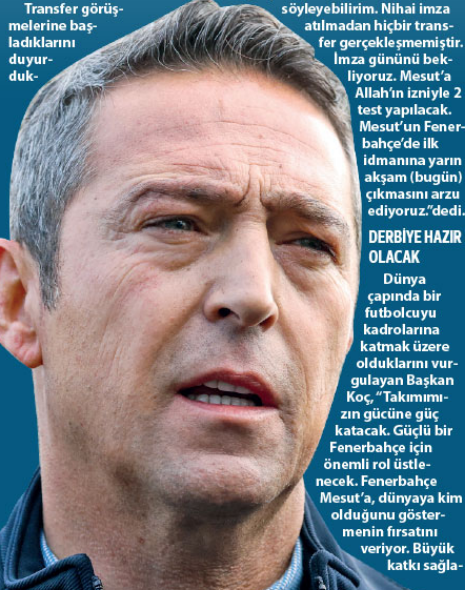 Transfer görüş-
melerine baş-
ladıklarını
duyur-
duk-
söyleyebilirim. Nihai imza
atılmadan hiçbir trans-
fer gerçekleşmemiştir.
İmza gününü bek-
liyoruz. Mesut'a
Allah'ın izniyle 2
test yapılacak.
Mesut'un Fener-
bahçe'de ilk
idmanına yarın
akşam (bugün)
çıkmasını arzu
ediyoruz."dedi.
DERBİYE HAZIR
OLACAK
Dünya
çapında bir
futbolcuyu
kadrolarına
katmak üzere
olduklarını vur-
gulayan Başkan
Koç, "Takımımı-
zın gücüne güç
katacak. Güçlü bir
Fenerbahçe için
önemli rol üstle-
necek. Fenerbahçe
Mesut'a, dünyaya kim
olduğunu göster-
menin fırsatını
veriyor. Büyük
katkı sağla-